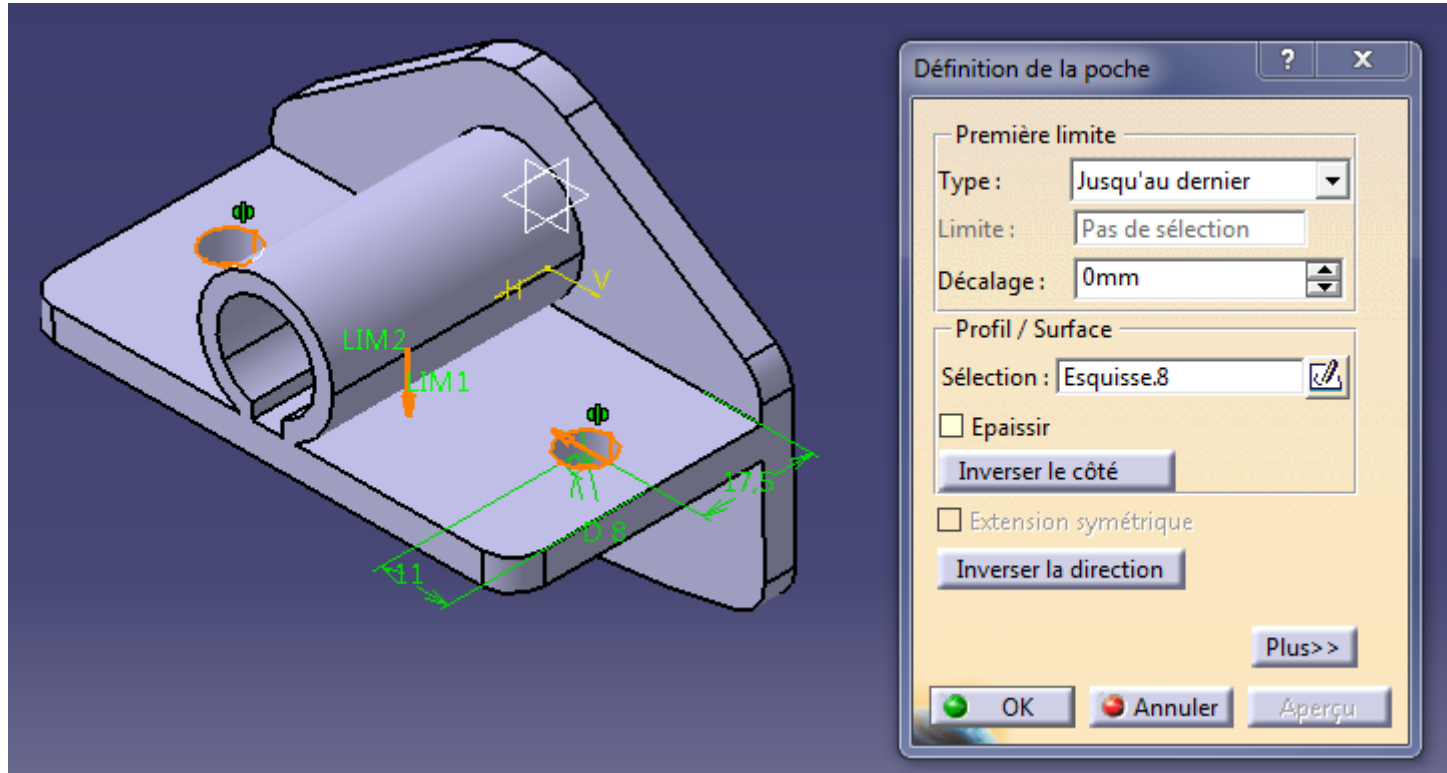 Définition de la poche
Première limite
Type : Jusqu'au dernier
Limite : Pas de sélection
Décalage : 0mm
Profil / Surface
Sélection : Esquisse.8
Epaissir
Inverser le côté
Extension symétrique
Inverser la direction
Plus>>
OK Annuler Aperçu
H V
LIM2
LIM1
17,5
D 8
11